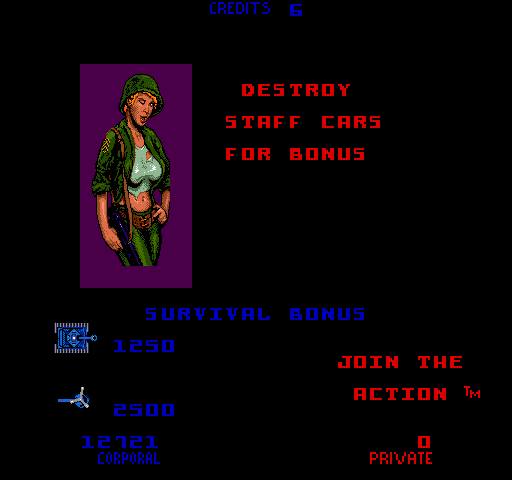 CREDITS 6
DESTROY
STAFF CARS
FOR BONUS
SURVIVAL BONUS
1250
JOIN THE
ACTION TM
2500
12721 0
CORPORAL PRIVATE